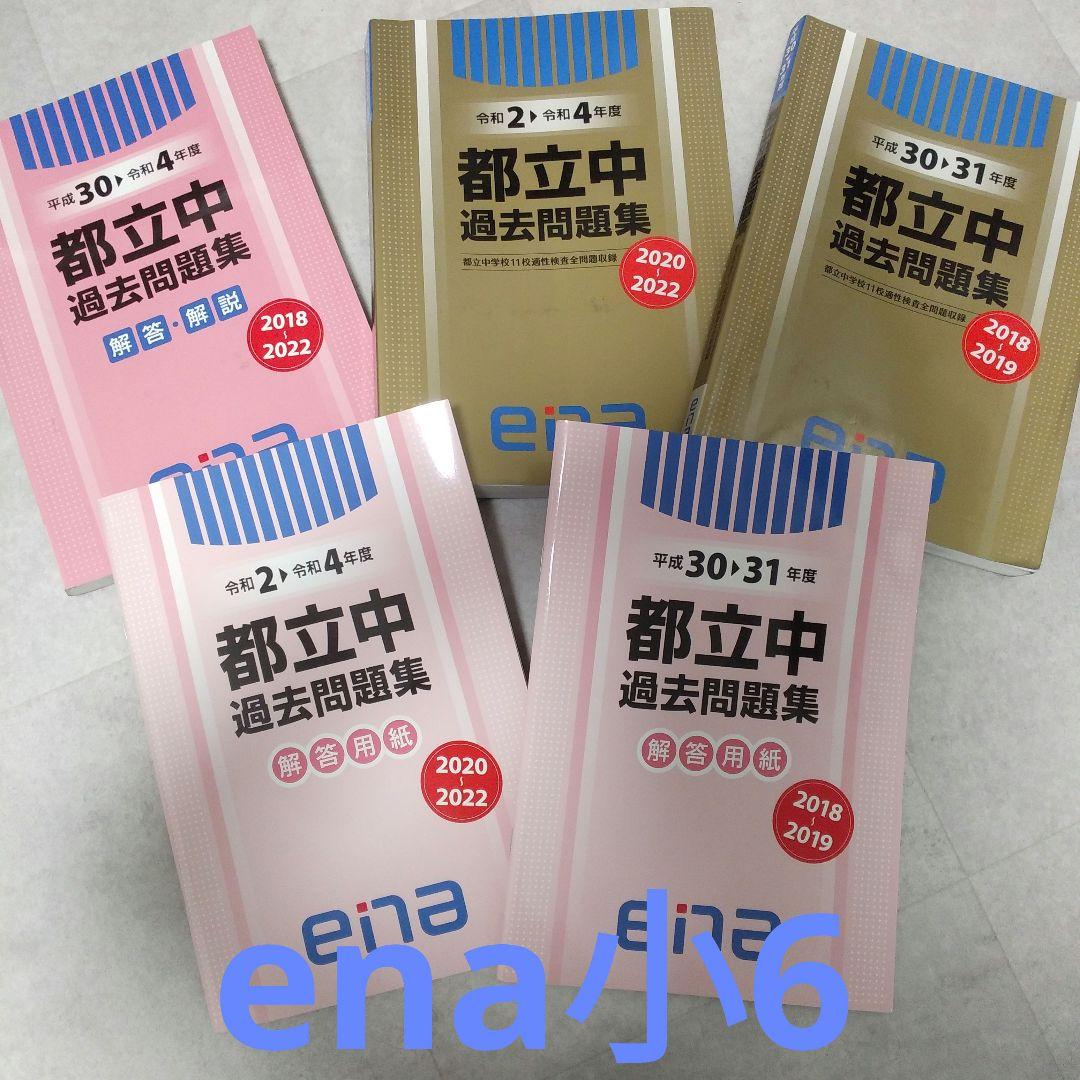 平成30▶令和4年度
都立中
過去問題集
解答・解説
2018
~
2022
ena
令和2▶令和4年度
都立中
過去問題集
都立中学校11校適性検査全問題収録
2020
~
2022
ena
平成30▶31年度
都立中
過去問題集
都立中学校11校適性検査全問題収録
2018
~
2019
ena
令和2▶令和4年度
都立中
過去問題集
解答用紙
2020
~
2022
ena
平成30▶31年度
都立中
過去問題集
解答用紙
2018
~
2019
ena
ena小6